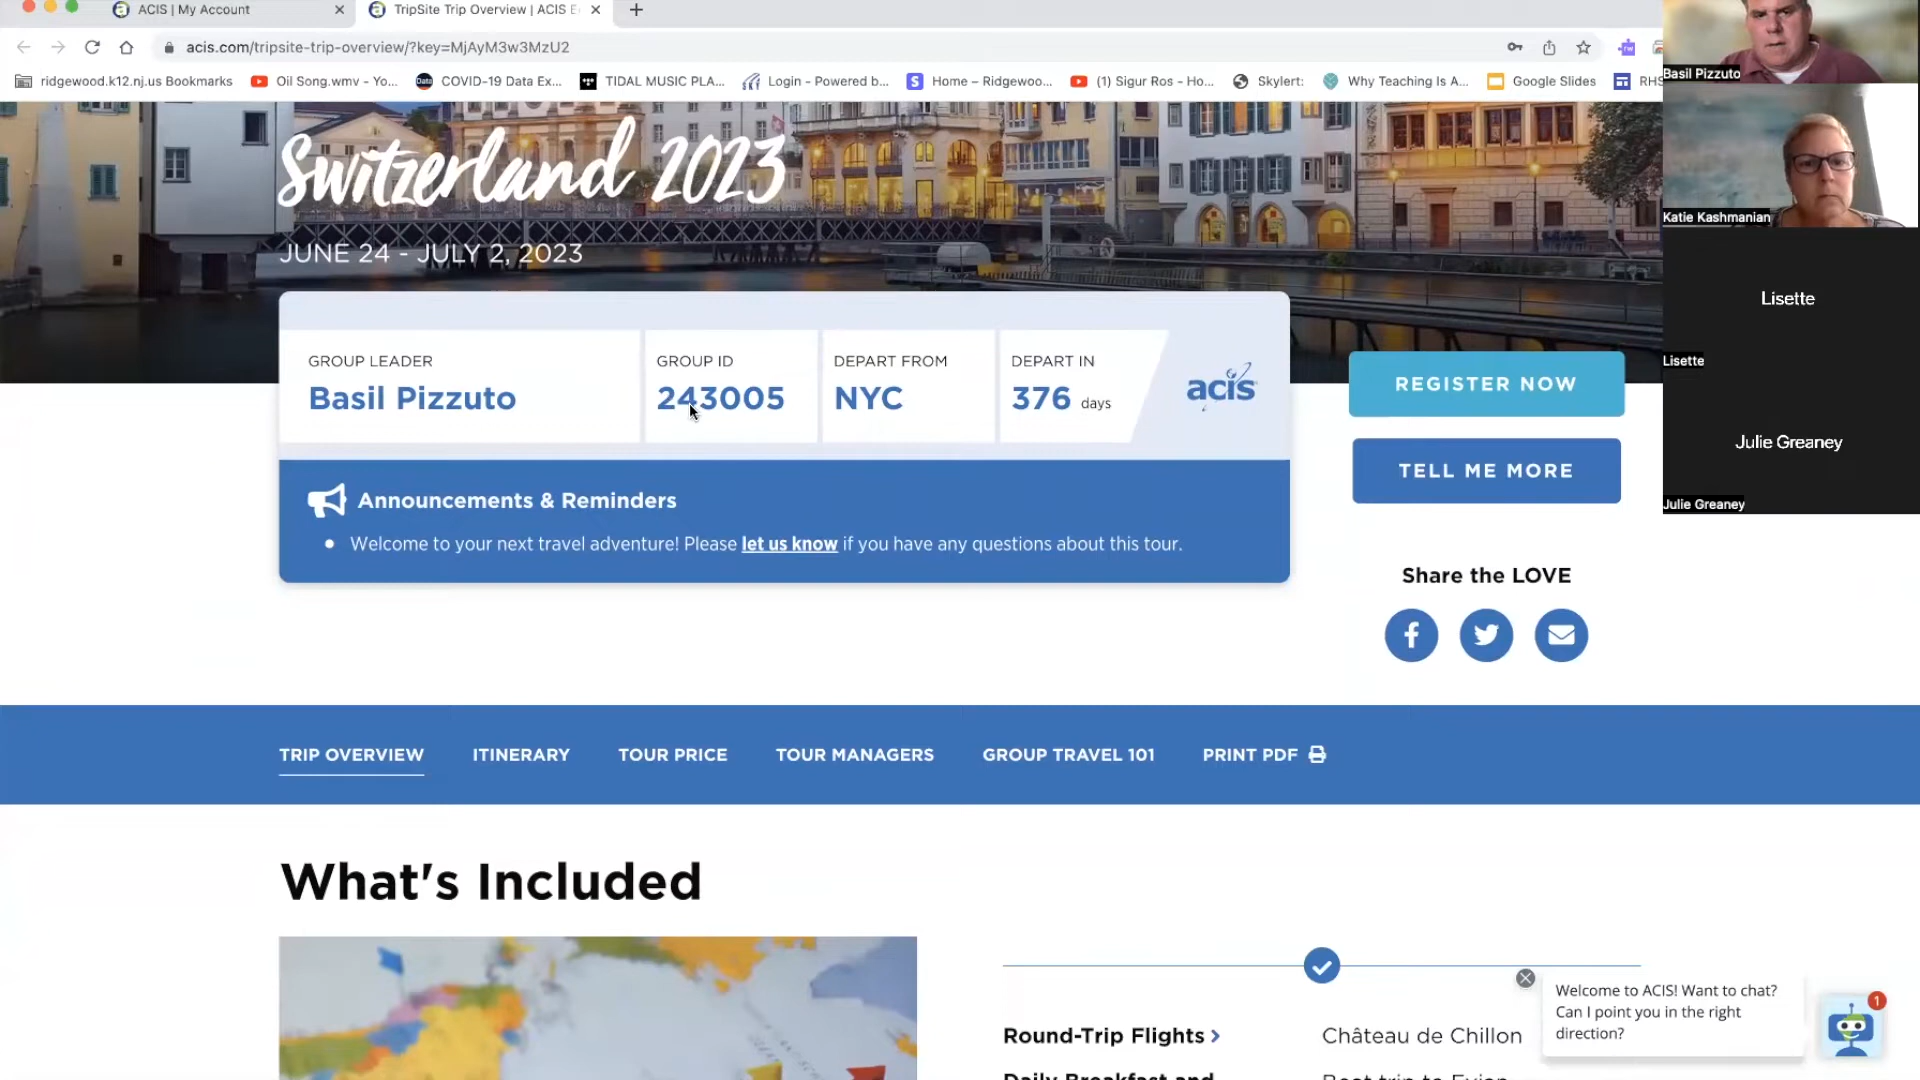 ACIS | My Account
TripSite Trip Overview | ACIS E
acis.com/tripsite-trip-overview/?key=MjAyM3w3MzU2
ridgewood.k12.nj.us Bookmarks
Oil Song.wmv - Yo...
Data
COVID-19 Data Ex...
TIDAL MUSIC PLA...
Login - Powered b...
S
Home – Ridgewoo...
(1) Sigur Ros - Ho...
Skylert:
Why Teaching Is A...
Google Slides
RHS
Basil Pizzuto
Katie Kashmanian
Lisette
Lisette
Julie Greaney
Julie Greaney
Switzerland 2023
JUNE 24 - JULY 2, 2023
GROUP LEADER
Basil Pizzuto
GROUP ID
243005
DEPART FROM
NYC
DEPART IN
376 days
acis
REGISTER NOW
TELL ME MORE
Announcements & Reminders
Welcome to your next travel adventure! Please let us know if you have any questions about this tour.
Share the LOVE
TRIP OVERVIEW
ITINERARY
TOUR PRICE
TOUR MANAGERS
GROUP TRAVEL 101
PRINT PDF
What's Included
Round-Trip Flights
Château de Chillon
Daily Breakfast and
Boat trip to Evian
Welcome to ACIS! Want to chat?
Can I point you in the right
direction?
1